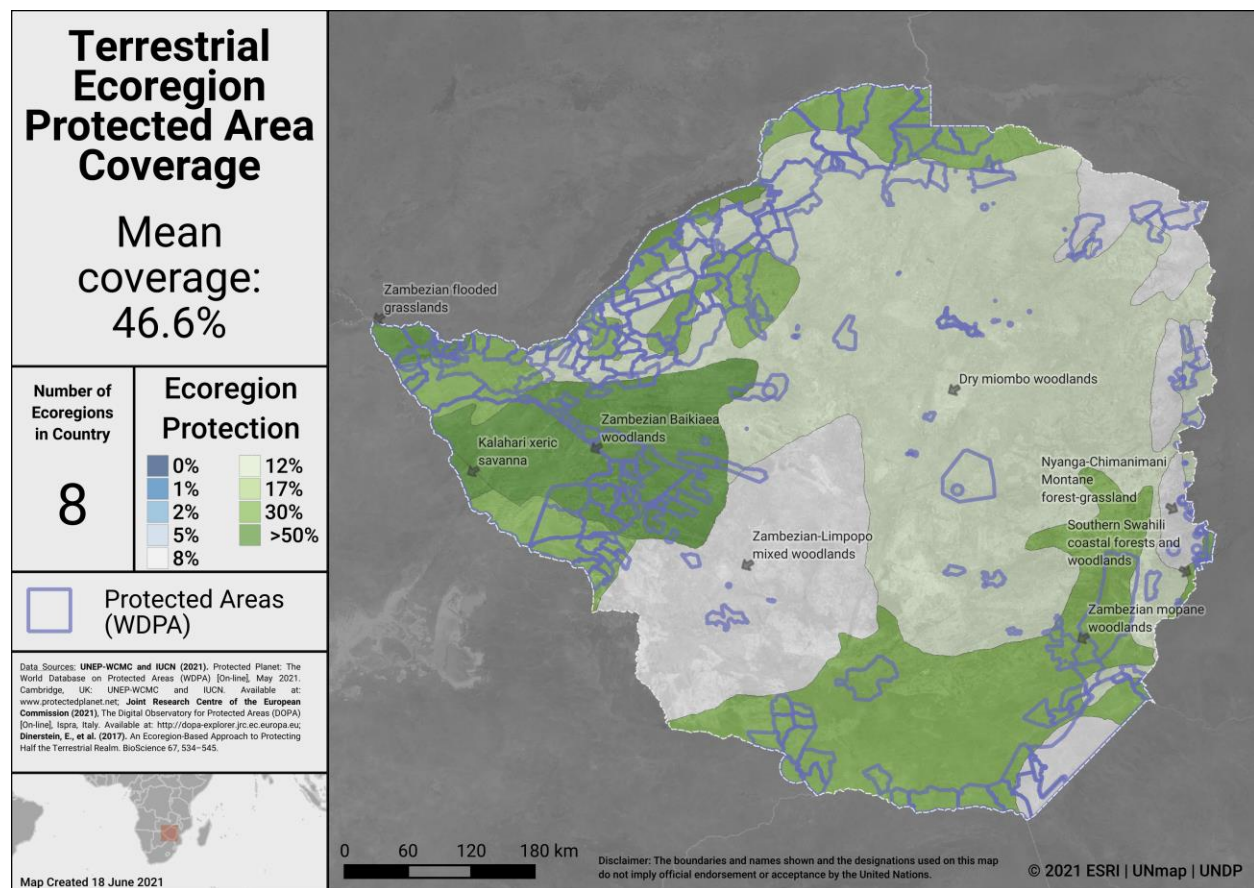 Terrestrial
Ecoregion
Protected Area
Coverage
Mean
coverage:
46.6%
Number of
Ecoregions
in Country
8
Ecoregion
Protection
0%
1%
2%
5%
8%
12%
17%
30%
>50%
Protected Areas
(WDPA)
Data Sources: UNEP-WCMC and IUCN (2021). Protected Planet: The
World Database on Protected Areas (WDPA) [On-line], May 2021.
Cambridge, UK: UNEP-WCMC and IUCN. Available at:
www.protectedplanet.net; Joint Research Centre of the European
Commission (2021), The Digital Observatory for Protected Areas (DOPA)
[On-line], Ispra, Italy. Available at: http://dopa-explorer.jrc.ec.europa.eu;
Dinerstein, E., et al. (2017). An Ecoregion-Based Approach to Protecting
Half the Terrestrial Realm. BioScience 67, 534–545.
Map Created 18 June 2021
Zambezian flooded
grasslands
Dry miombo woodlands
Zambezian Baikiaea
woodlands
Kalahari xeric
savanna
Nyanga-Chimanimani
Montane
forest-grassland
Southern Swahili
coastal forests and
woodlands
Zambezian-Limpopo
mixed woodlands
Zambezian mopane
woodlands
0 60 120 180 km
Disclaimer: The boundaries and names shown and the designations used on this map
do not imply official endorsement or acceptance by the United Nations.
© 2021 ESRI | UNmap | UNDP